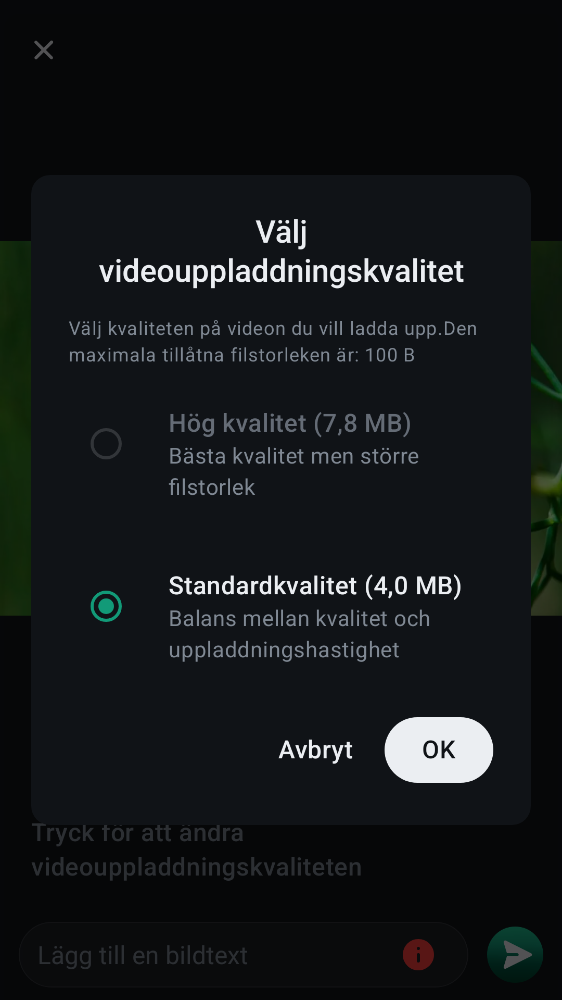 Välj
videouppladdningskvalitet
Välj kvaliteten på videon du vill ladda upp.Den
maximala tillåtna filstorleken är: 100 B
Hög kvalitet (7,8 MB)
Bästa kvalitet men större
filstorlek
Standardkvalitet (4,0 MB)
Balans mellan kvalitet och
uppladdningshastighet
Avbryt
OK
Tryck för att ändra
videouppladdningskvaliteten
Lägg till en bildtext